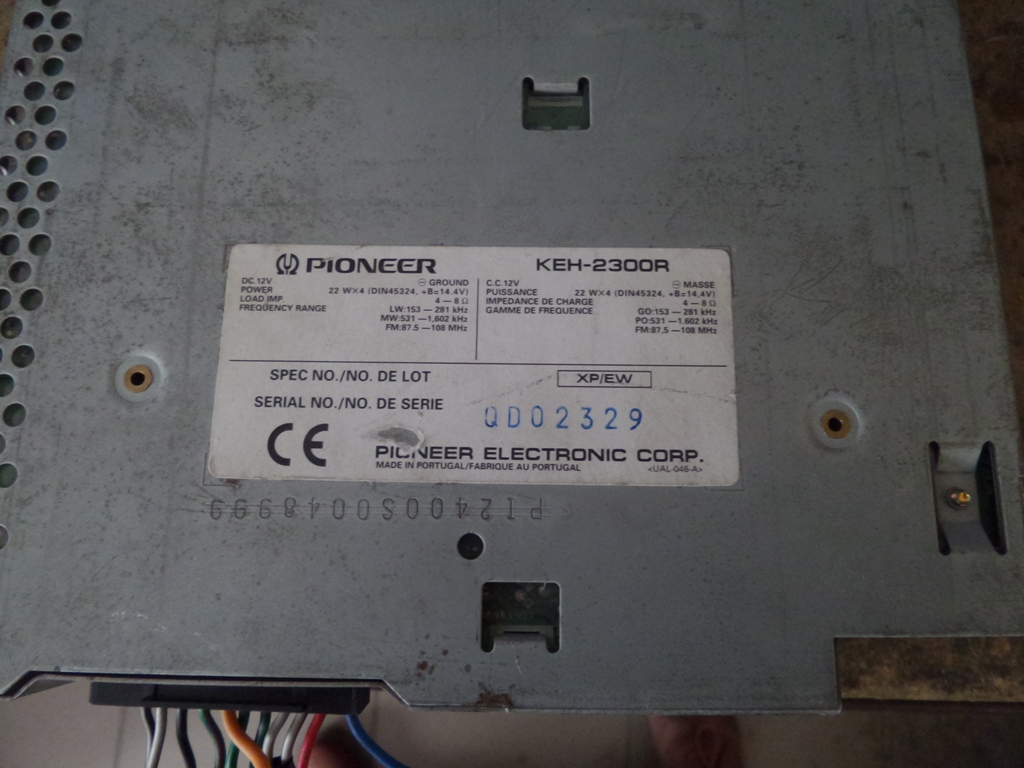 PIONEER
KEH-2300R
DC.12V ⊖ GROUND
POWER 22 W×4 (DIN45324, +B=14.4V)
LOAD IMP. 4 — 8 Ω
FREQUENCY RANGE LW:153 — 281 kHz
MW:531 — 1,602 kHz
FM:87.5 — 108 MHz
C.C.12V ⊖ MASSE
PUISSANCE 22 W×4 (DIN45324, +B=14,4V)
IMPEDANCE DE CHARGE 4 — 8 Ω
GAMME DE FREQUENCE GO:153 — 281 kHz
PO:531 — 1.602 kHz
FM:87,5 — 108 MHz
SPEC NO./NO. DE LOT XP/EW
SERIAL NO./NO. DE SERIE QD02329
CE
PIONEER ELECTRONIC CORP.
MADE IN PORTUGAL/FABRIQUE AU PORTUGAL <UAL-046-A>
PI2400S0048999